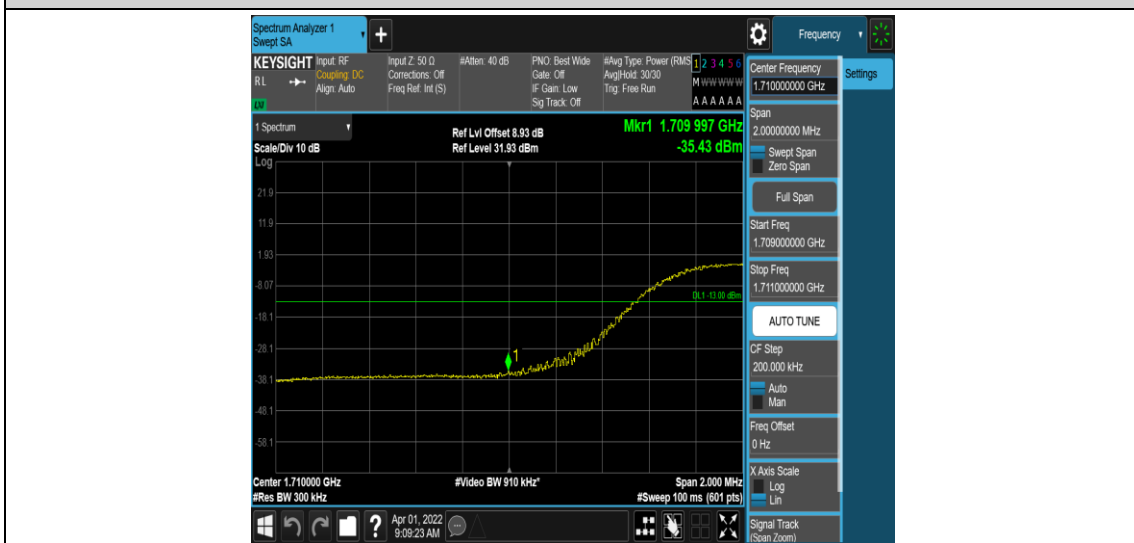 Spectrum Analyzer 1
Swept SA
+
Frequency
KEYSIGHT
RL
LXI
Input: RF
Coupling: DC
Align: Auto
Input Z: 50 Ω
Corrections: Off
Freq Ref: Int (S)
#Atten: 40 dB
PNO: Best Wide
Gate: Off
IF Gain: Low
Sig Track: Off
#Avg Type: Power (RMS
Avg|Hold: 30/30
Trig: Free Run
1 2 3 4 5 6
M W W W W W
A A A A A A
1 Spectrum
Scale/Div 10 dB
Log
Ref Lvl Offset 8.93 dB
Ref Level 31.93 dBm
Mkr1 1.709 997 GHz
-35.43 dBm
21.9
11.9
1.93
-8.07
DL1 -13.00 dBm
-18.1
-28.1
1
-38.1
-48.1
-58.1
Center 1.710000 GHz
#Res BW 300 kHz
#Video BW 910 kHz*
Span 2.000 MHz
#Sweep 100 ms (601 pts)
?
Apr 01, 2022
9:09:23 AM
Center Frequency
1.710000000 GHz
Settings
Span
2.00000000 MHz
Swept Span
Zero Span
Full Span
Start Freq
1.709000000 GHz
Stop Freq
1.711000000 GHz
AUTO TUNE
CF Step
200.000 kHz
Auto
Man
Freq Offset
0 Hz
X Axis Scale
Log
Lin
Signal Track
(Span Zoom)